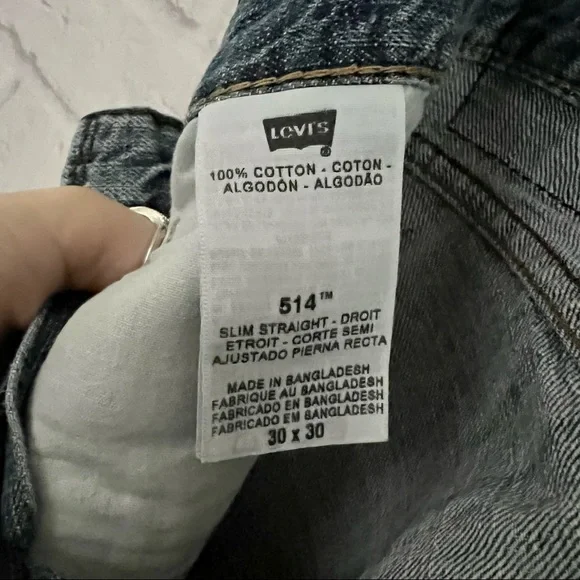 LEVI'S
100% COTTON - COTON -
ALGODÓN - ALGODÃO
514™
SLIM STRAIGHT - DROIT
ETROIT - CORTE SEMI
AJUSTADO PIERNA RECTA
MADE IN BANGLADESH
FABRIQUE AU BANGLADESH
FABRICADO EN BANGLADESH
FABRICADO EM BANGLADESH
30 x 30